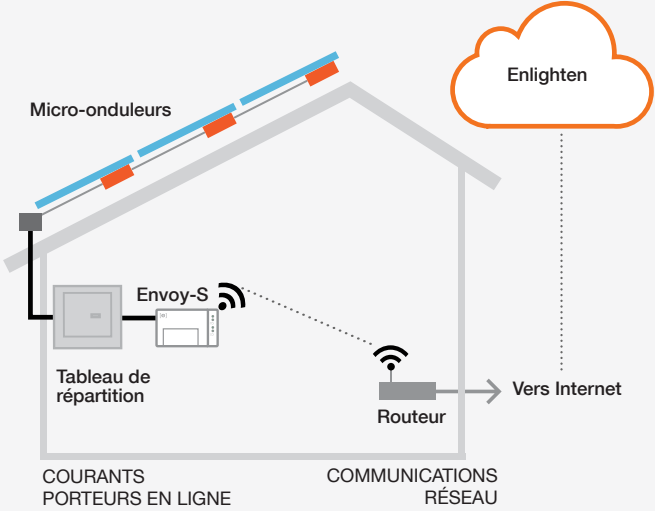 Enlighten
Micro-onduleurs
Envoy-S
Tableau de
répartition
Vers Internet
Routeur
COURANTS
PORTEURS EN LIGNE
COMMUNICATIONS
RÉSEAU